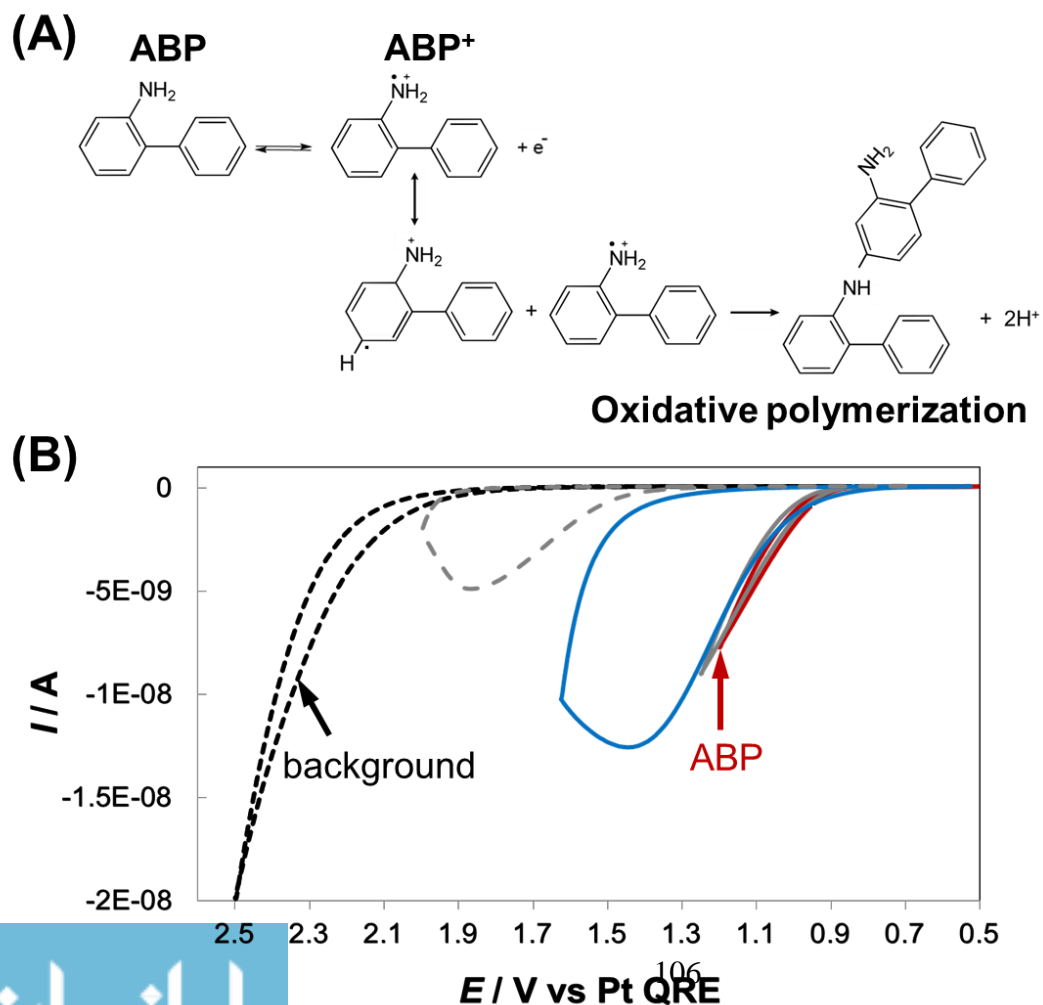 (A)
ABP
ABP⁺
NH₂
•+
NH₂
+ e⁻
NH₂
+
NH₂
H•
+
•+
NH₂
NH
+ 2H⁺
Oxidative polymerization
(B)
0
-5E-09
-1E-08
-1.5E-08
-2E-08
I / A
background
ABP
2.5 2.3 2.1 1.9 1.7 1.5 1.3 1.1 0.9 0.7 0.5
E / V vs Pt QRE
106